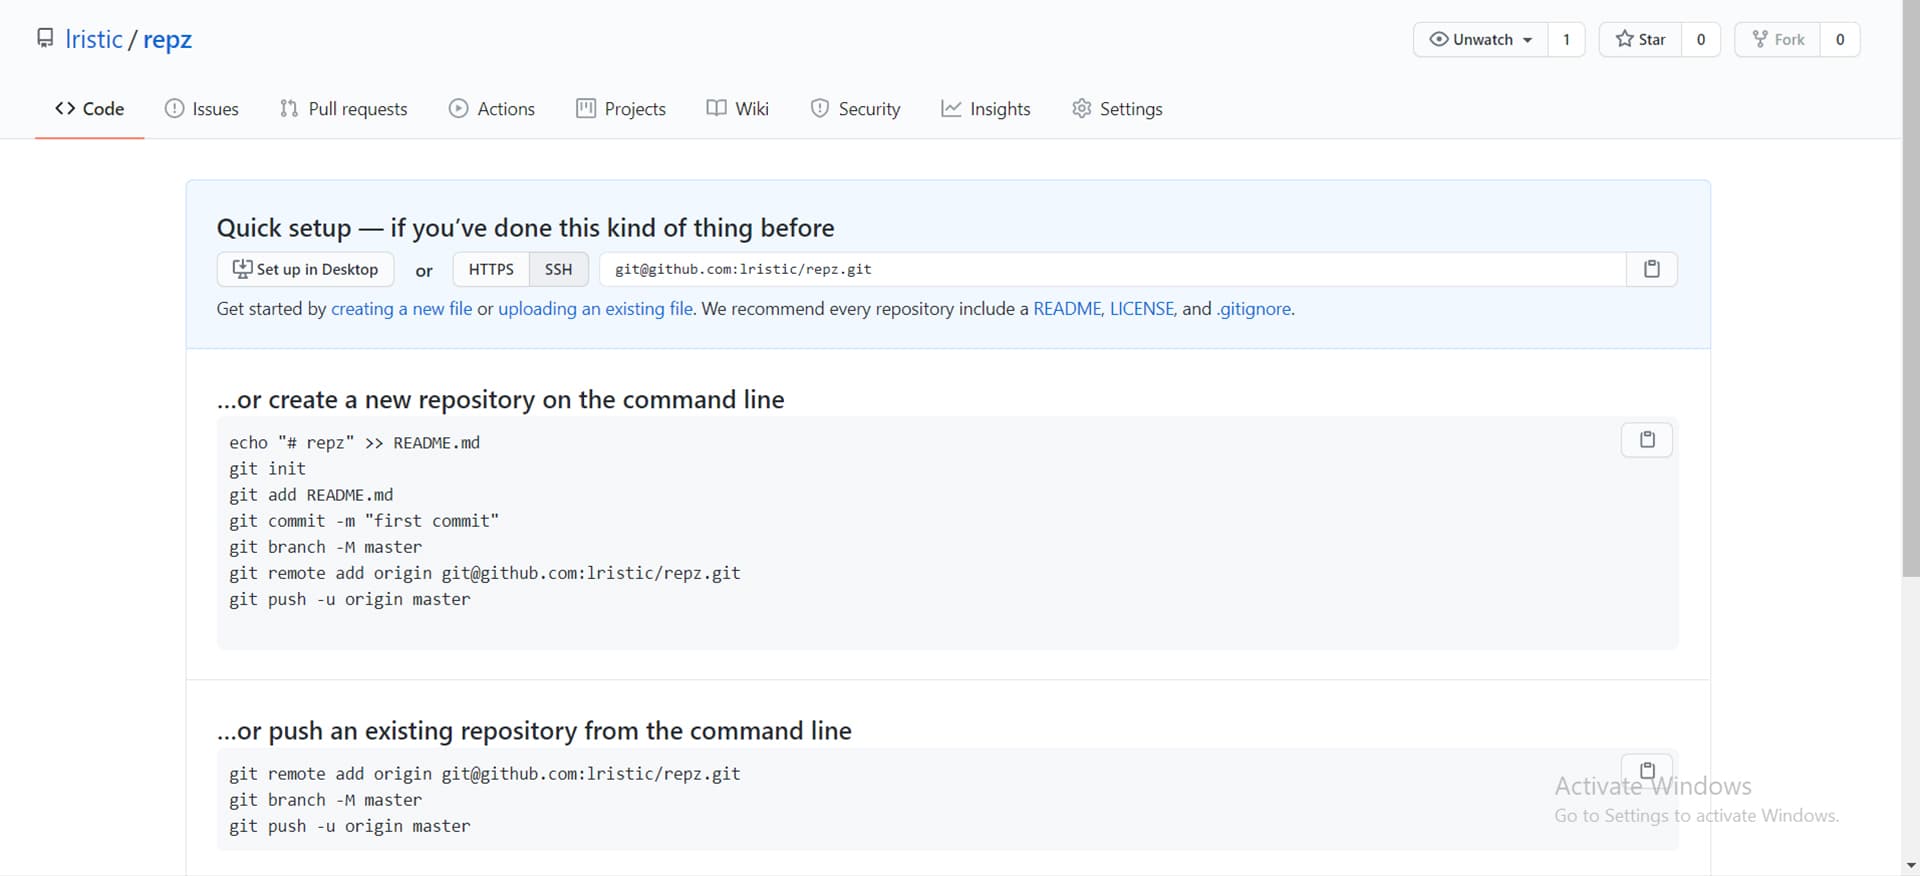 lristic / repz
Unwatch 1 Star 0 Fork 0
Code Issues Pull requests Actions Projects Wiki Security Insights Settings
Quick setup — if you've done this kind of thing before
Set up in Desktop or HTTPS SSH git@github.com:lristic/repz.git
Get started by creating a new file or uploading an existing file. We recommend every repository include a README, LICENSE, and .gitignore.
...or create a new repository on the command line
echo "# repz" >> README.md
git init
git add README.md
git commit -m "first commit"
git branch -M master
git remote add origin git@github.com:lristic/repz.git
git push -u origin master
...or push an existing repository from the command line
git remote add origin git@github.com:lristic/repz.git
git branch -M master
git push -u origin master
Activate Windows
Go to Settings to activate Windows.